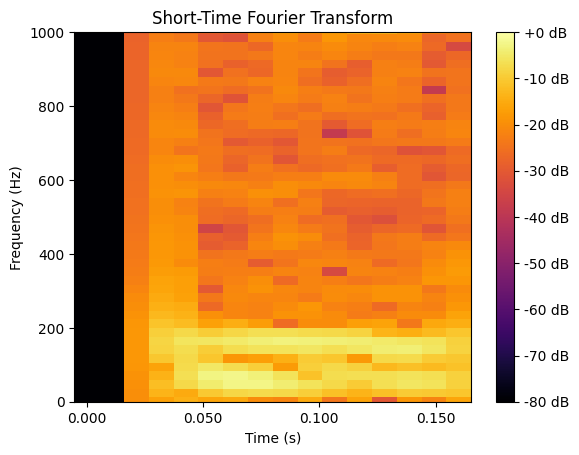 Short-Time Fourier Transform
1000
800
600
400
200
0
Frequency (Hz)
0.000
0.050
0.100
0.150
Time (s)
+0 dB
-10 dB
-20 dB
-30 dB
-40 dB
-50 dB
-60 dB
-70 dB
-80 dB